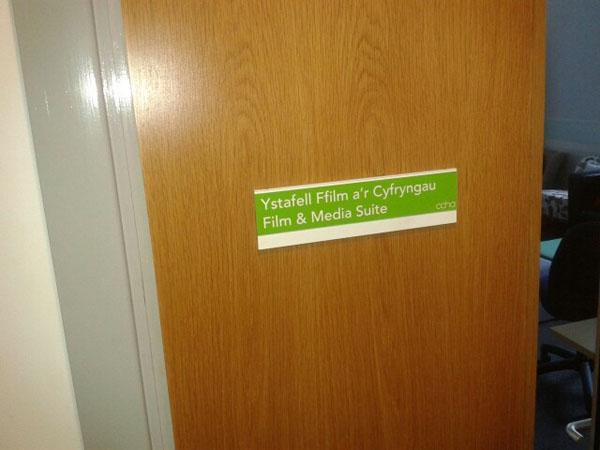 Ystafell Ffilm a'r Cyfryngau
Film & Media Suite
ccha